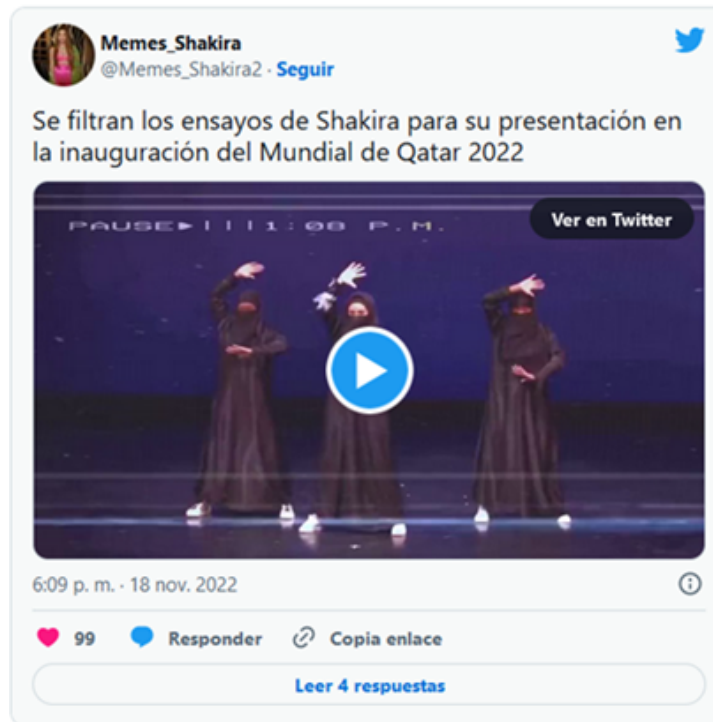 Memes_Shakira
@Memes_Shakira2 · Seguir
Se filtran los ensayos de Shakira para su presentación en
la inauguración del Mundial de Qatar 2022
PAUSE▶|||1:08 P.M.
Ver en Twitter
6:09 p. m. · 18 nov. 2022
99 Responder Copia enlace
Leer 4 respuestas